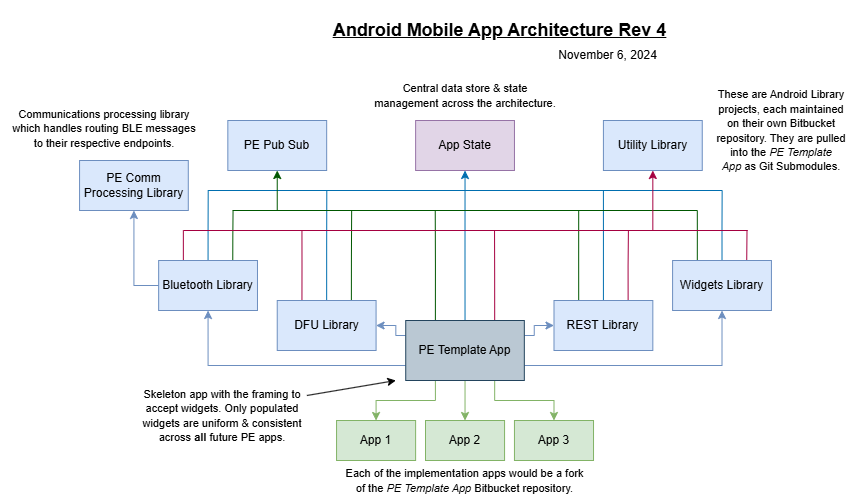 Android Mobile App Architecture Rev 4
November 6, 2024
Communications processing library
which handles routing BLE messages
to their respective endpoints.
Central data store & state
management across the architecture.
These are Android Library
projects, each maintained
on their own Bitbucket
repository. They are pulled
into the PE Template
App as Git Submodules.
PE Pub Sub
App State
Utility Library
PE Comm
Processing Library
Bluetooth Library
Widgets Library
DFU Library
REST Library
PE Template App
Skeleton app with the framing to
accept widgets. Only populated
widgets are uniform & consistent
across all future PE apps.
App 1
App 2
App 3
Each of the implementation apps would be a fork
of the PE Template App Bitbucket repository.